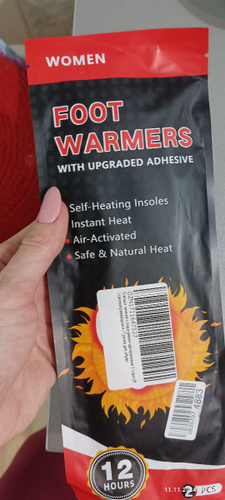 WOMEN
FOOT
WARMERS
WITH UPGRADED ADHESIVE
Self-Heating Insoles
Instant Heat
Air-Activated
Safe & Natural Heat
4883
12
HOURS
2 PCS